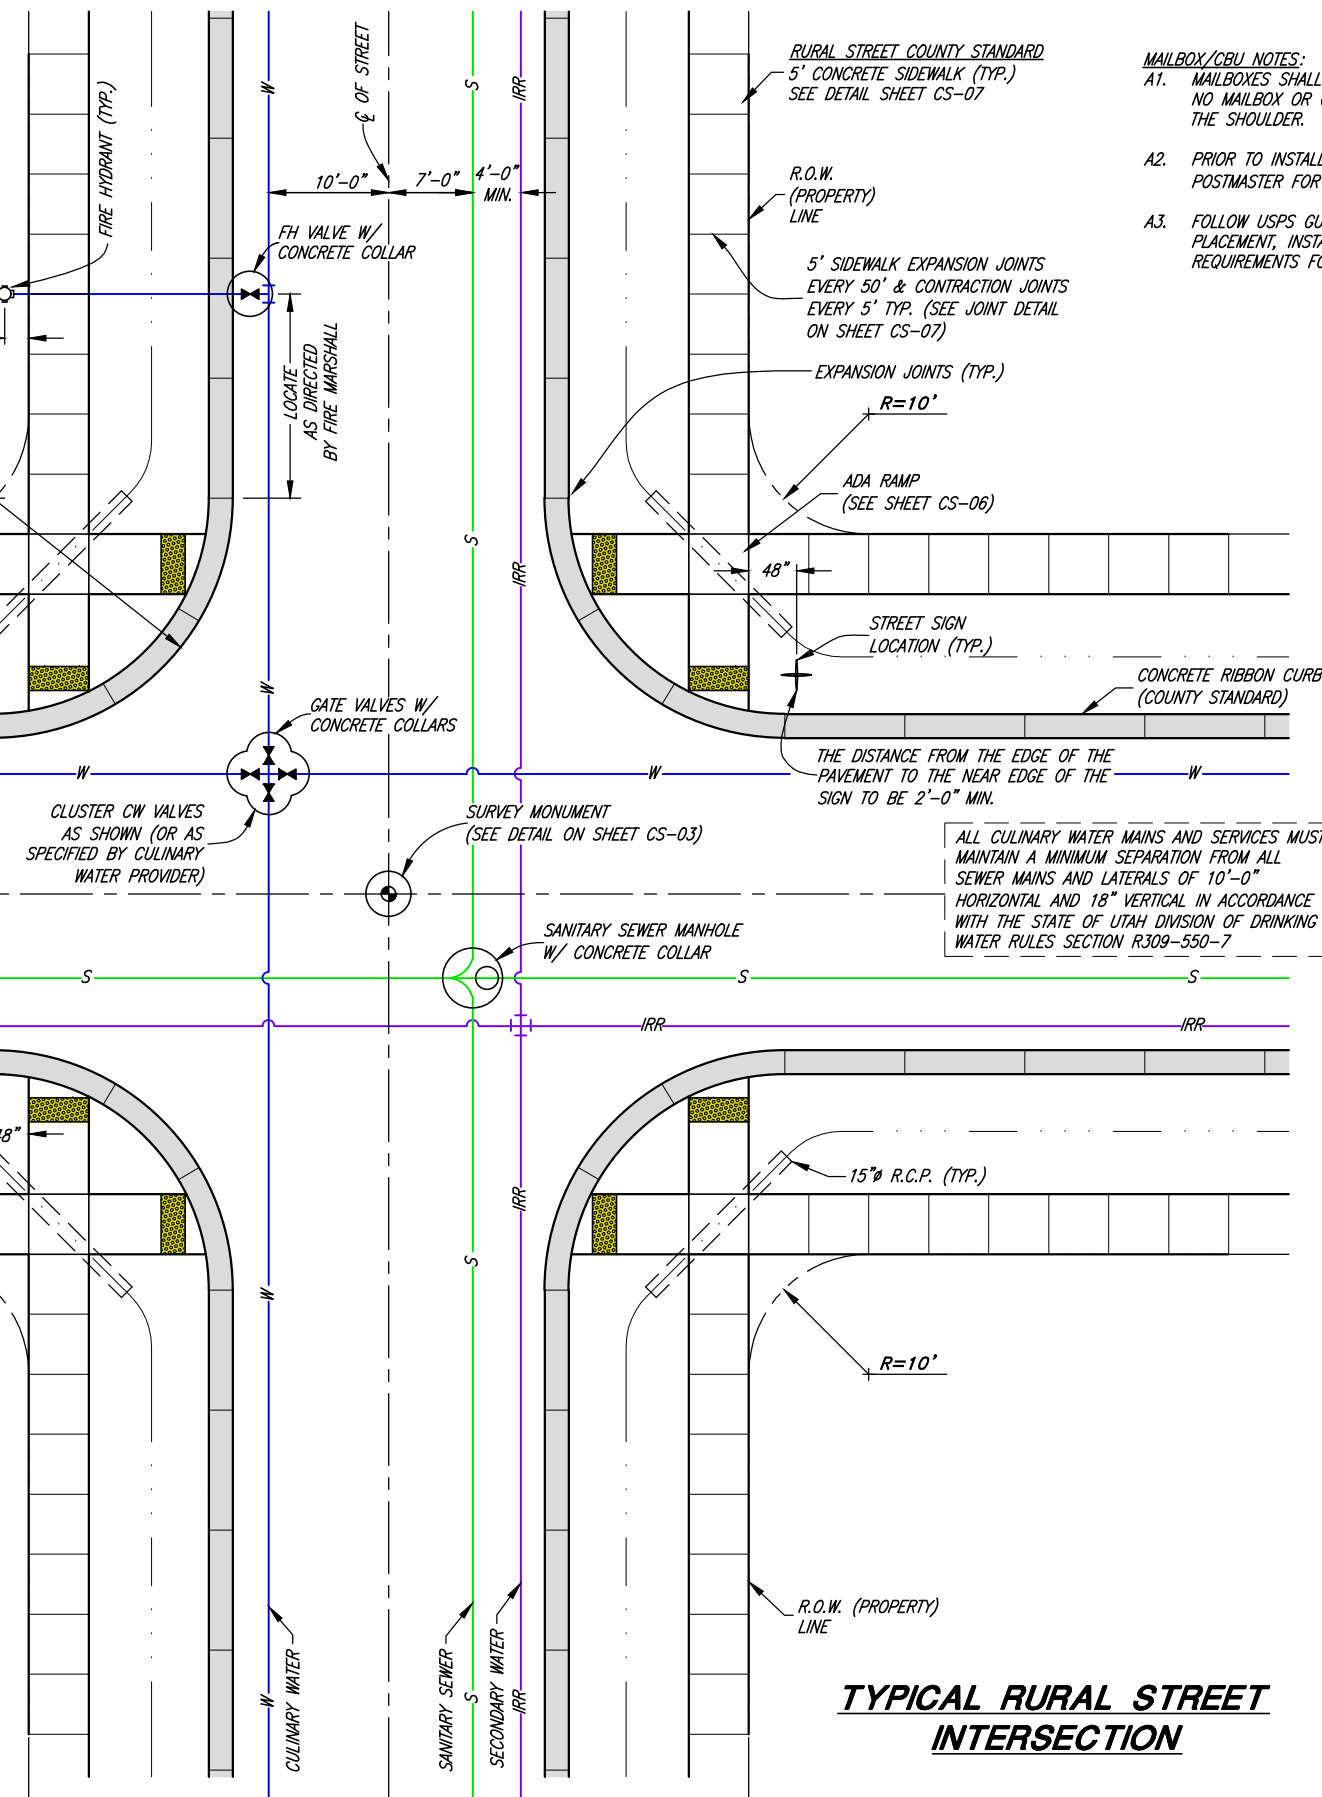 RURAL STREET COUNTY STANDARD
5' CONCRETE SIDEWALK (TYP.)
SEE DETAIL SHEET CS-07
MAILBOX/CBU NOTES:
A1. MAILBOXES SHALL
NO MAILBOX OR
THE SHOULDER.
A2. PRIOR TO
POSTMASTER FOR
A3. FOLLOW USPS
PLACEMENT,
REQUIREMENTS
FIRE HYDRANT (TYP.)
W
℄ OF STREET
S
IRR
10'-0"
7'-0"
4'-0"
MIN.
R.O.W.
(PROPERTY)
LINE
FH VALVE W/
CONCRETE COLLAR
5' SIDEWALK EXPANSION JOINTS
EVERY 50' & CONTRACTION JOINTS
EVERY 5' TYP. (SEE JOINT DETAIL
ON SHEET CS-07)
LOCATE
AS DIRECTED
BY FIRE MARSHALL
EXPANSION JOINTS (TYP.)
R=10'
ADA RAMP
(SEE SHEET CS-06)
S
IRR
48"
STREET SIGN
LOCATION (TYP.)
W
CONCRETE RIBBON CURB
(COUNTY STANDARD)
GATE VALVES W/
CONCRETE COLLARS
W
W
W
THE DISTANCE FROM THE EDGE OF THE
PAVEMENT TO THE NEAR EDGE OF THE
SIGN TO BE 2'-0" MIN.
CLUSTER CW VALVES
AS SHOWN (OR AS
SPECIFIED BY CULINARY
WATER PROVIDER)
SURVEY MONUMENT
(SEE DETAIL ON SHEET CS-03)
ALL CULINARY WATER MAINS AND SERVICES MUST
MAINTAIN A MINIMUM SEPARATION FROM ALL
SEWER MAINS AND LATERALS OF 10'-0"
HORIZONTAL AND 18" VERTICAL IN ACCORDANCE
WITH THE STATE OF UTAH DIVISION OF DRINKING
WATER RULES SECTION R309-550-7
SANITARY SEWER MANHOLE
W/ CONCRETE COLLAR
S
S
S
IRR
IRR
15"ø R.C.P. (TYP.)
IRR
S
W
R=10'
R.O.W. (PROPERTY)
LINE
W
CULINARY WATER
SANITARY SEWER
S
SECONDARY WATER
IRR
TYPICAL RURAL STREET
INTERSECTION